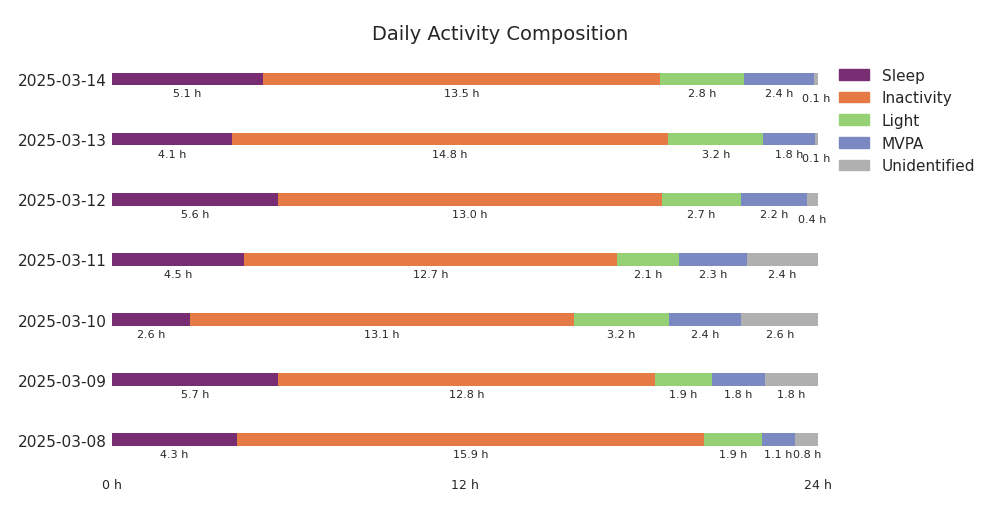 Daily Activity Composition
2025-03-14
5.1 h 13.5 h 2.8 h 2.4 h 0.1 h
2025-03-13
4.1 h 14.8 h 3.2 h 1.8 h 0.1 h
2025-03-12
5.6 h 13.0 h 2.7 h 2.2 h 0.4 h
2025-03-11
4.5 h 12.7 h 2.1 h 2.3 h 2.4 h
2025-03-10
2.6 h 13.1 h 3.2 h 2.4 h 2.6 h
2025-03-09
5.7 h 12.8 h 1.9 h 1.8 h 1.8 h
2025-03-08
4.3 h 15.9 h 1.9 h 1.1 h 0.8 h
0 h 12 h 24 h
Sleep
Inactivity
Light
MVPA
Unidentified